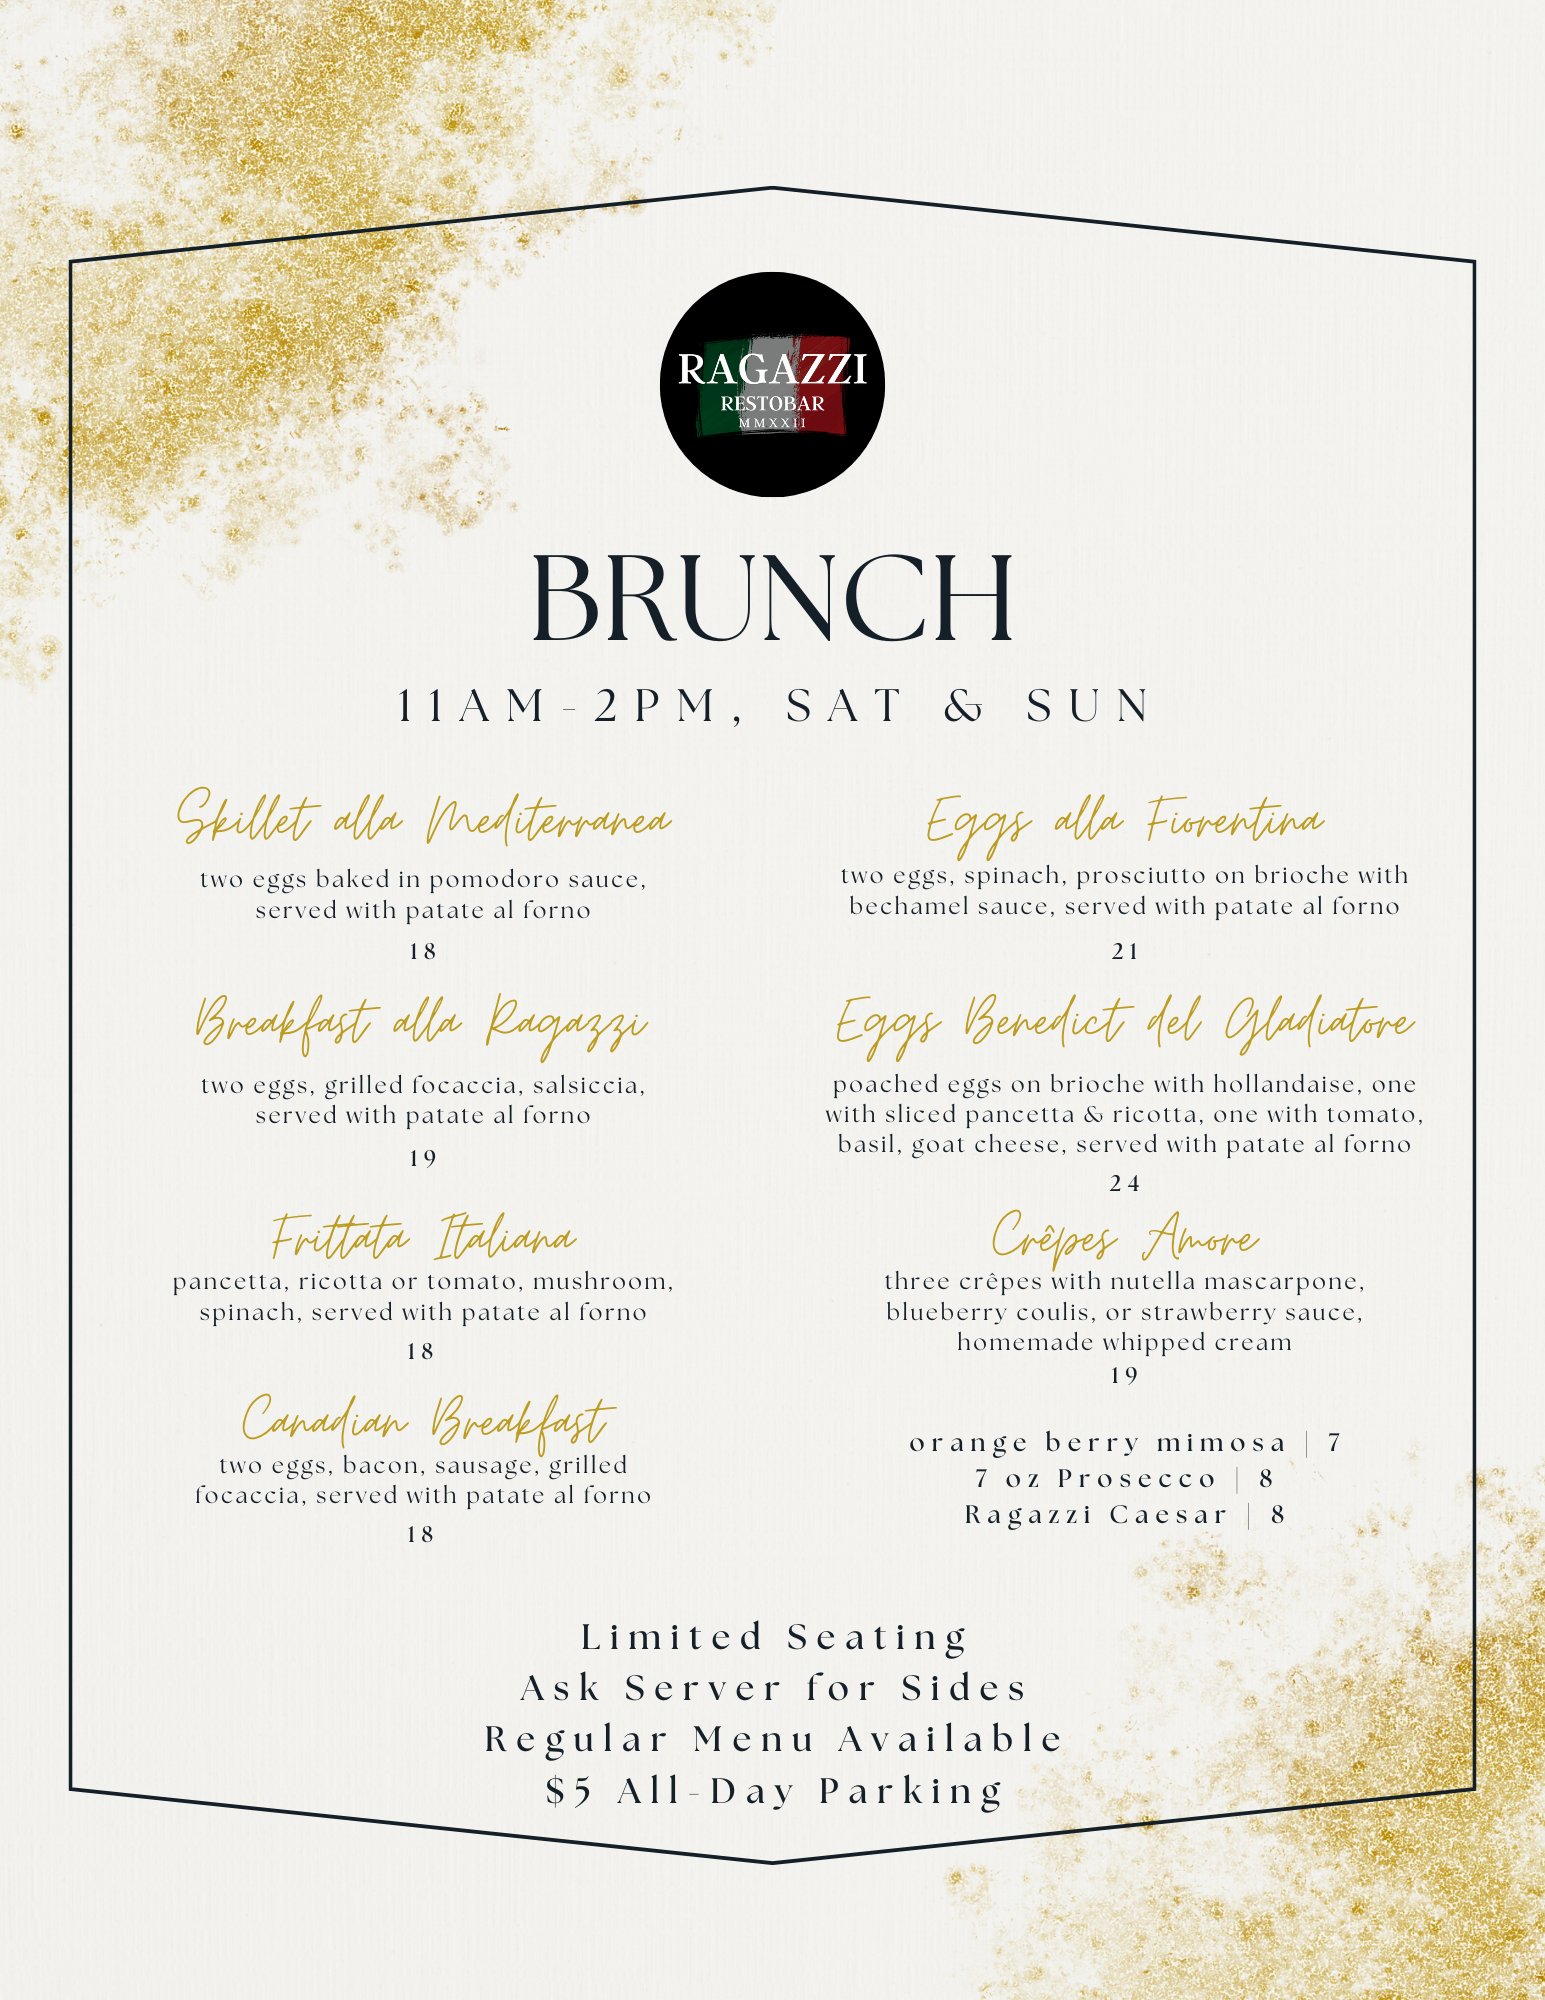 RAGAZZI
RESTOBAR
MMXXII
BRUNCH
11AM-2PM, SAT & SUN
Skillet alla Mediterranea
two eggs baked in pomodoro sauce,
served with patate al forno
18
Breakfast alla Ragazzi
two eggs, grilled focaccia, salsiccia,
served with patate al forno
19
Frittata Italiana
pancetta, ricotta or tomato, mushroom,
spinach, served with patate al forno
18
Canadian Breakfast
two eggs, bacon, sausage, grilled
focaccia, served with patate al forno
18
Eggs alla Fiorentina
two eggs, spinach, prosciutto on brioche with
bechamel sauce, served with patate al forno
21
Eggs Benedict del Gladiatore
poached eggs on brioche with hollandaise, one
with sliced pancetta & ricotta, one with tomato,
basil, goat cheese, served with patate al forno
24
Crêpes Amore
three crêpes with nutella mascarpone,
blueberry coulis, or strawberry sauce,
homemade whipped cream
19
orange berry mimosa | 7
7 oz Prosecco | 8
Ragazzi Caesar | 8
Limited Seating
Ask Server for Sides
Regular Menu Available
$5 All-Day Parking